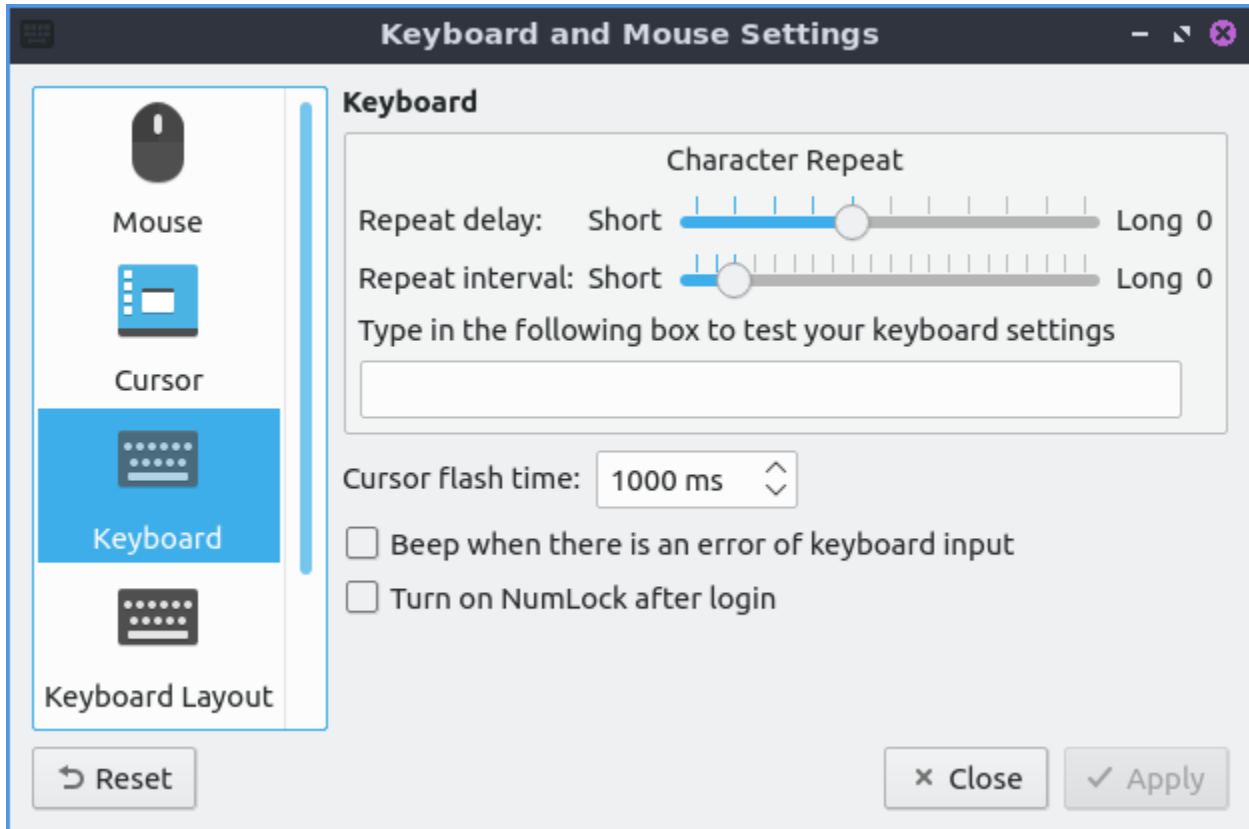 Keyboard and Mouse Settings
Mouse
Cursor
Keyboard
Keyboard Layout
Keyboard
Character Repeat
Repeat delay: Short Long 0
Repeat interval: Short Long 0
Type in the following box to test your keyboard settings
Cursor flash time: 1000 ms
Beep when there is an error of keyboard input
Turn on NumLock after login
Reset Close Apply